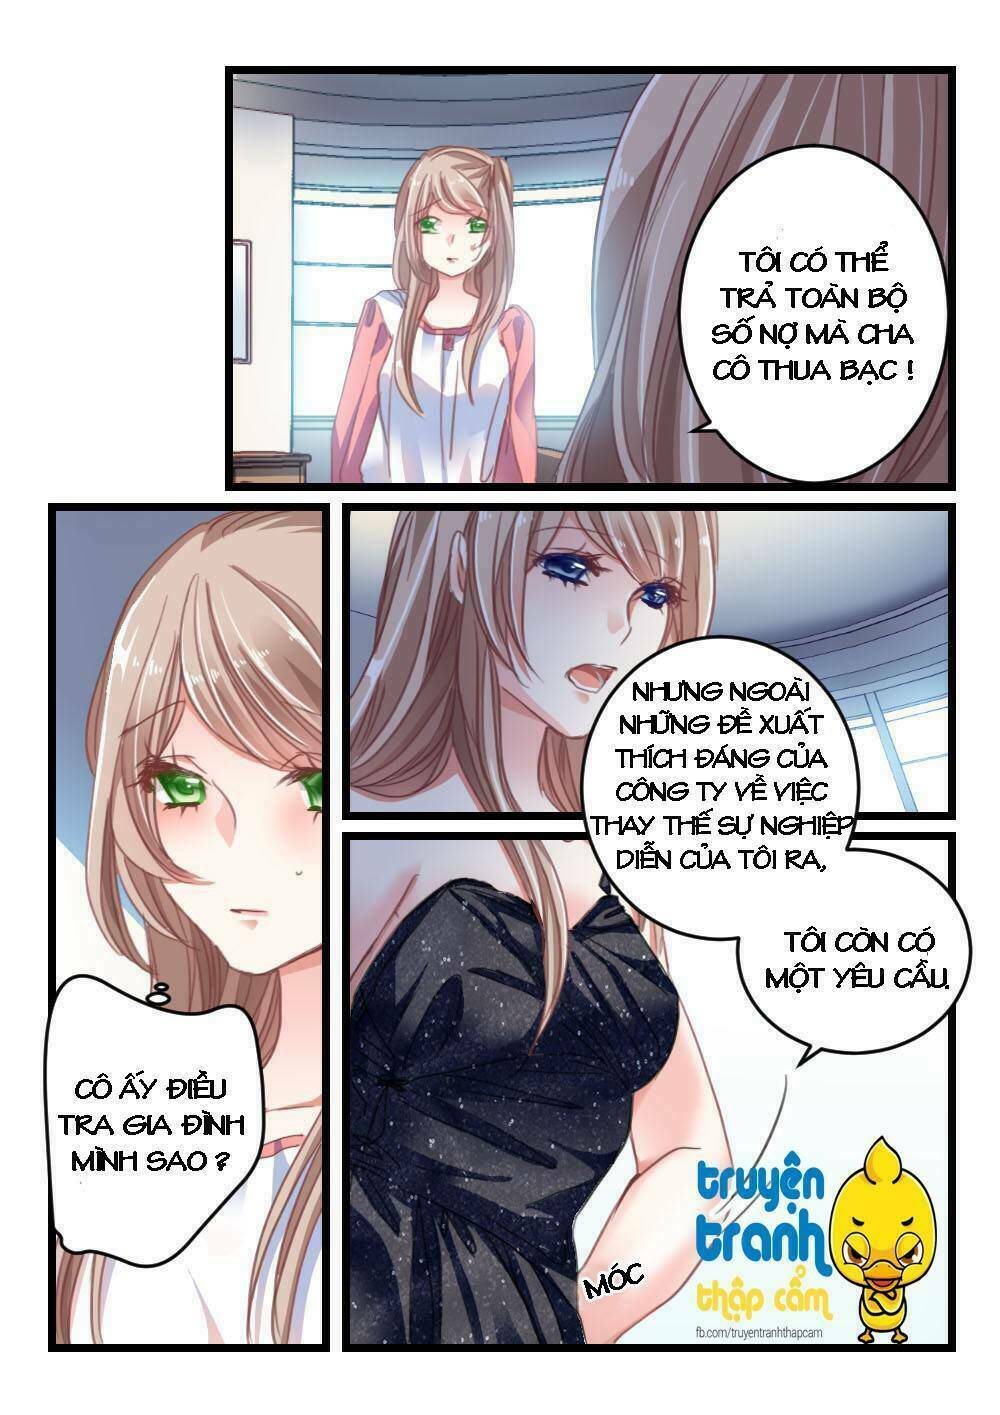 TÔI CÓ THỂ
TRẢ TOÀN BỘ
SỐ NỢ MÀ CHA
CÔ THUA BẠC !
NHƯNG NGOÀI
NHỮNG ĐỀ XUẤT
THÍCH ĐÁNG CỦA
CÔNG TY VỀ VIỆC
THAY THẾ SỰ NGHIỆP
DIỄN CỦA TÔI RA,
TÔI CÒN CÓ
MỘT YÊU CẦU.
CÔ ẤY ĐIỀU
TRA GIA ĐÌNH
MÌNH SAO ?
MÓC
truyện
tranh
thập cẩm
fb.com/truyentranhthapcam